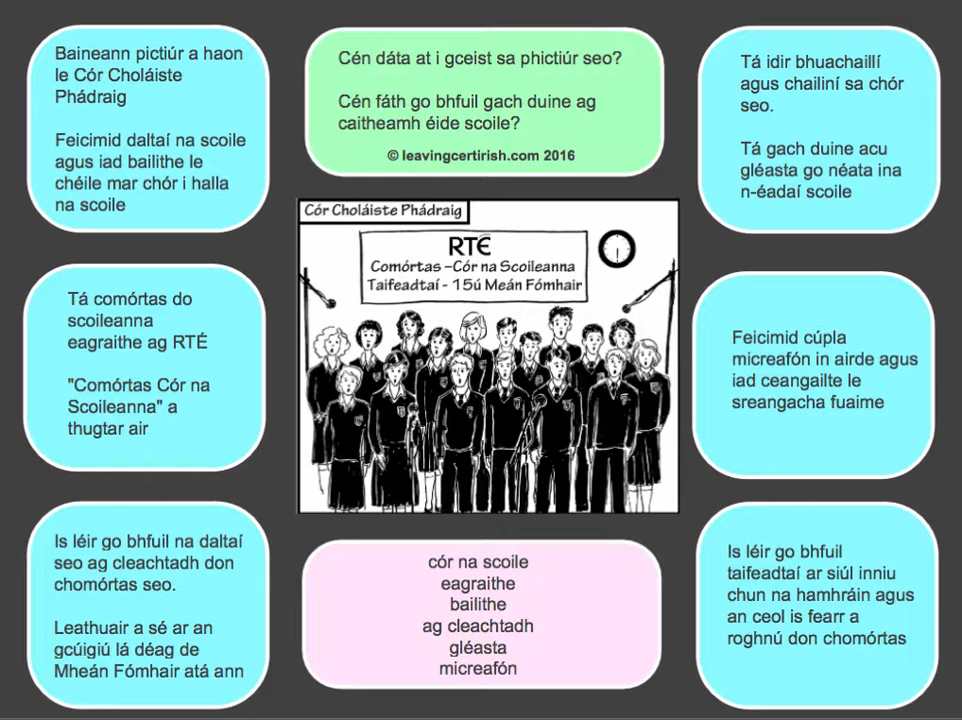 Baineann pictiúr a haon
le Cór Choláiste
Phádraig
Feicimid daltaí na scoile
agus iad bailithe le
chéile mar chór i halla
na scoile
Cén dáta at i gceist sa phictiúr seo?
Cén fáth go bhfuil gach duine ag
caitheamh éide scoile?
© leavingcertirish.com 2016
Tá idir bhuachaillí
agus chailiní sa chór
seo.
Tá gach duine acu
gléasta go néata ina
n-éadaí scoile
Cór Choláiste Phádraig
RTÉ
Comórtas –Cór na Scoileanna
Taifeadtaí - 15ú Meán Fómhair
Tá comórtas do
scoileanna
eagraithe ag RTÉ
"Comórtas Cór na
Scoileanna" a
thugtar air
Feicimid cúpla
micreafón in airde agus
iad ceangailte le
sreangacha fuaime
Is léir go bhfuil na daltaí
seo ag cleachtadh don
chomórtas seo.
Leathuair a sé ar an
gcúigiú lá déag de
Mheán Fómhair atá ann
cór na scoile
eagraithe
bailithe
ag cleachtadh
gléasta
micreafón
Is léir go bhfuil
taifeadtaí ar siúl inniu
chun na hamhráin agus
an ceol is fearr a
roghnú don chomórtas